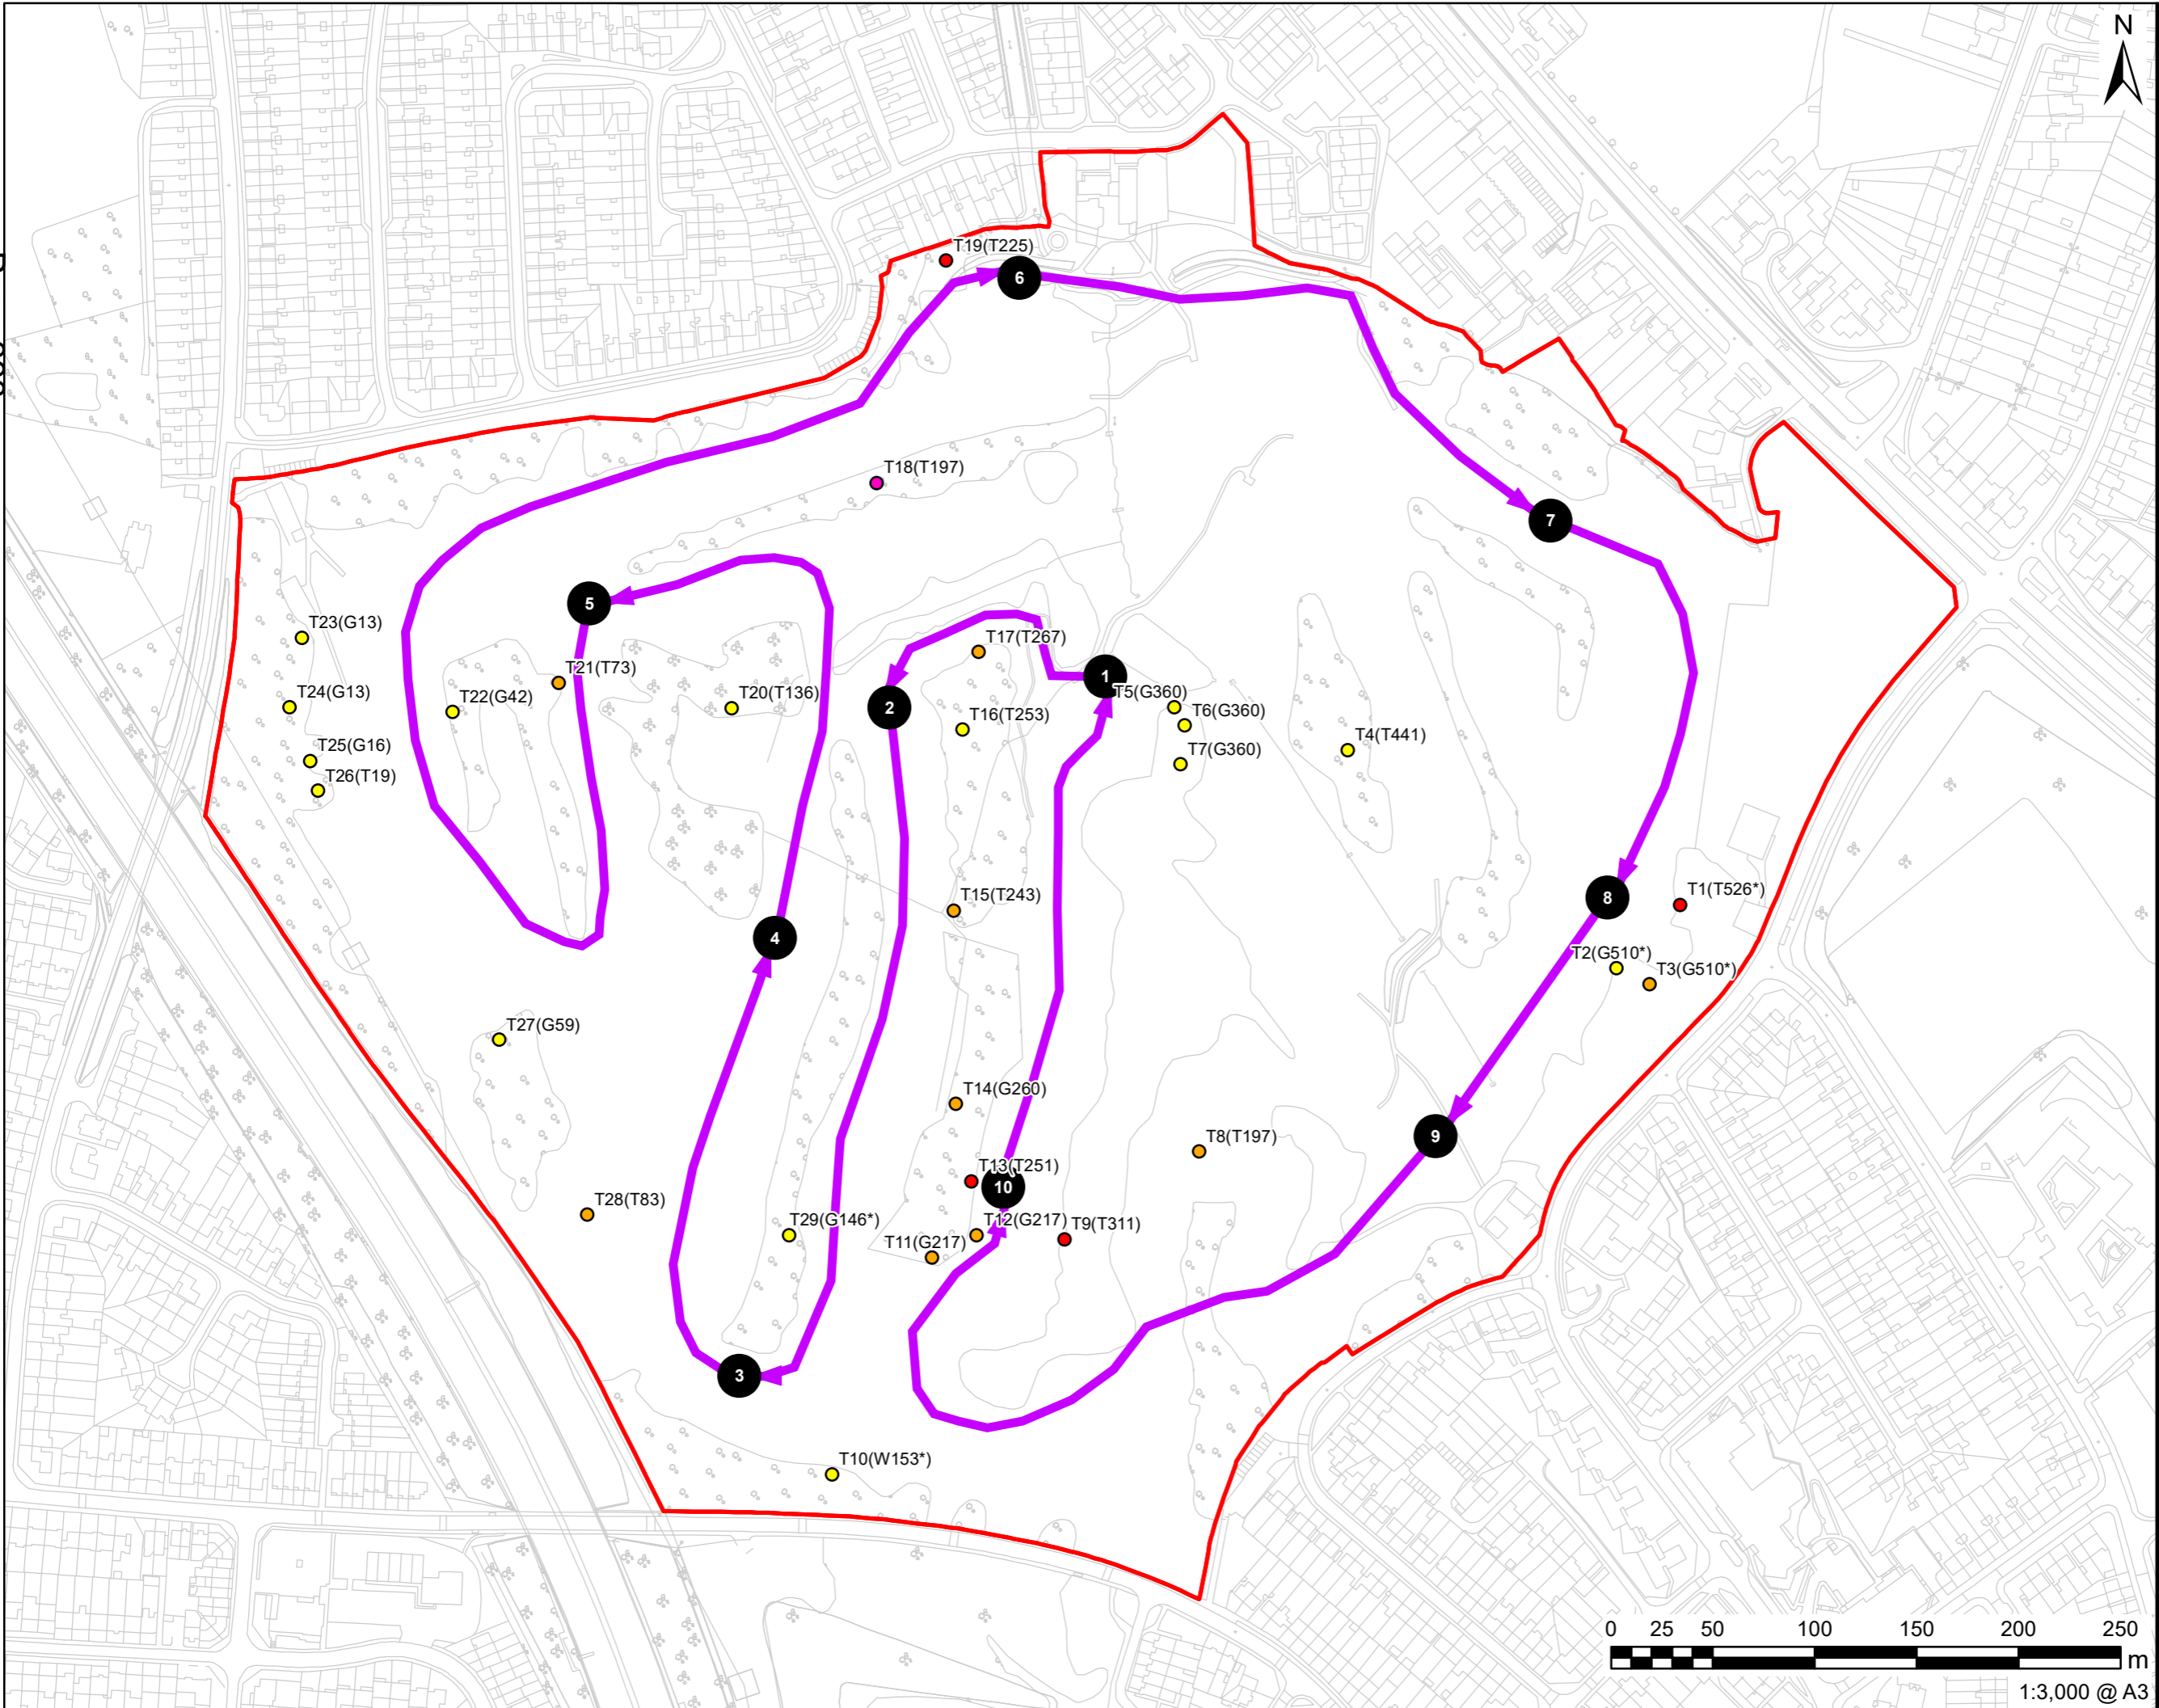 N
T19(T225)
6
T18(T197)
7
5
T23(G13)
T17(T267)
T21(T73)
1
T5(G360)
T24(G13)
T22(G42)
T20(T136)
2
T6(G360)
T16(T253)
T4(T441)
T25(G16)
T7(G360)
T26(T19)
T15(T243)
8
T1(T526*)
4
T2(G510*)
T3(G510*)
T27(G59)
T14(G260)
9
T8(T197)
T13(T251)
10
T28(T83)
T29(G146*)
T12(G217)
T9(T311)
T11(G217)
3
T10(W153*)
0 25 50 100 150 200 250
m
1:3,000 @ A3